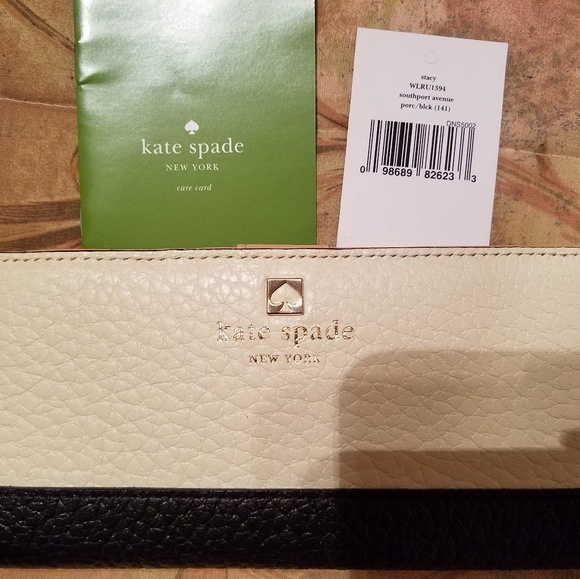 kate spade
NEW YORK
care card
stacy
WLRU1394
southport avenue
porc/blck (141)
DNS5002
0 98689 82623 3
kate spade
NEW YORK